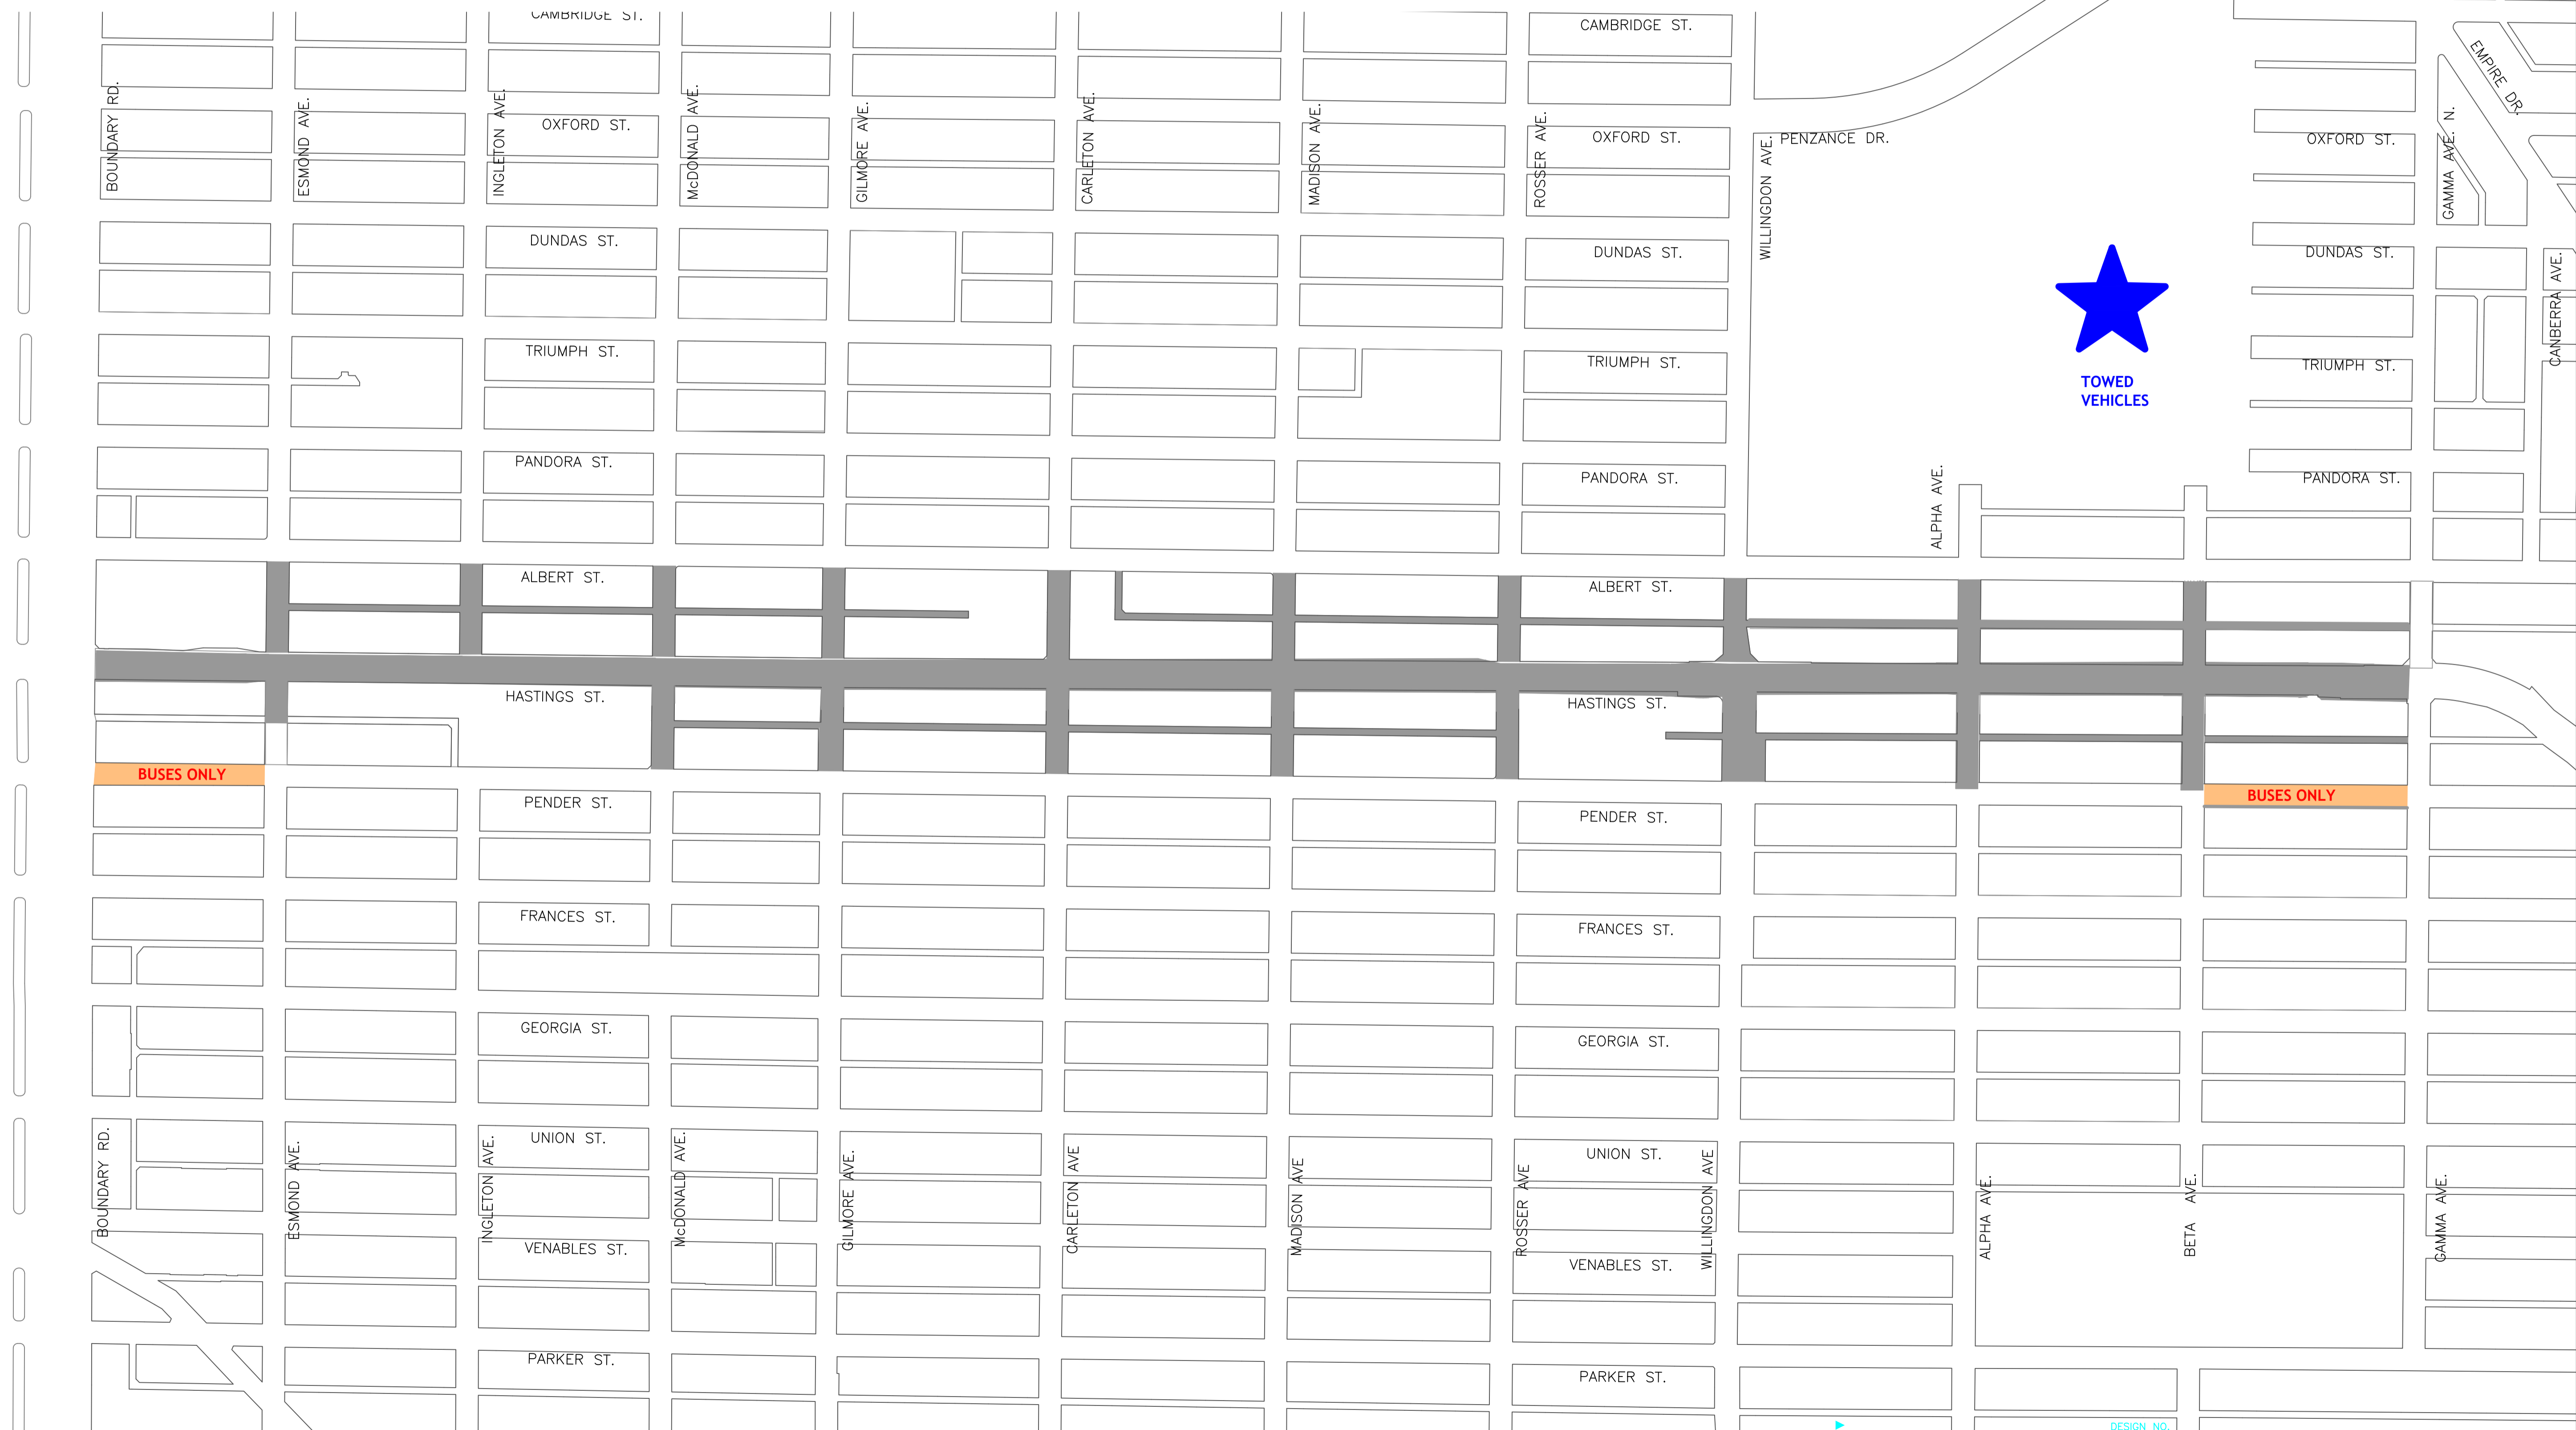 CAMBRIDGE ST.
CAMBRIDGE ST.
EMPIRE DR.
BOUNDARY RD.
ESMOND AVE.
INGLETON AVE.
McDONALD AVE.
GILMORE AVE.
CARLETON AVE.
MADISON AVE.
ROSSER AVE.
WILLINGDON AVE.
GAMMA AVE. N.
OXFORD ST.
OXFORD ST.
PENZANCE DR.
OXFORD ST.
DUNDAS ST.
DUNDAS ST.
DUNDAS ST.
CANBERRA AVE.
TRIUMPH ST.
TRIUMPH ST.
TRIUMPH ST.
TOWED
VEHICLES
PANDORA ST.
PANDORA ST.
ALPHA AVE.
PANDORA ST.
ALBERT ST.
ALBERT ST.
HASTINGS ST.
HASTINGS ST.
BUSES ONLY
BUSES ONLY
PENDER ST.
PENDER ST.
FRANCES ST.
FRANCES ST.
GEORGIA ST.
GEORGIA ST.
UNION ST.
UNION ST.
BOUNDARY RD.
ESMOND AVE.
INGLETON AVE.
McDONALD AVE.
GILMORE AVE.
CARLETON AVE
MADISON AVE
ROSSER AVE
WILLINGDON AVE
ALPHA AVE.
BETA AVE.
GAMMA AVE.
VENABLES ST.
VENABLES ST.
PARKER ST.
PARKER ST.
DESIGN NO.